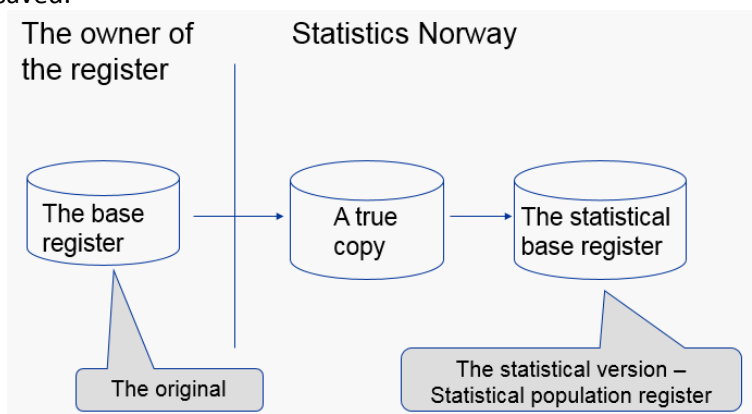 saved.
The owner of
the register
Statistics Norway
The base
register
A true
copy
The statistical
base register
The original
The statistical version –
Statistical population register